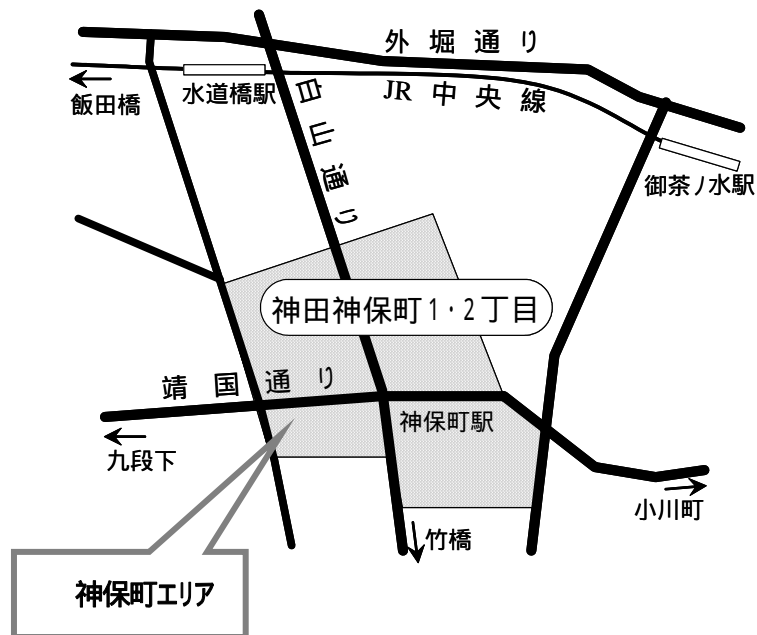 外堀通り
JR中央線
水道橋駅
飯田橋
白山通り
御茶ノ水駅
神田神保町1・2丁目
靖国通り
神保町駅
九段下
小川町
竹橋
神保町エリア